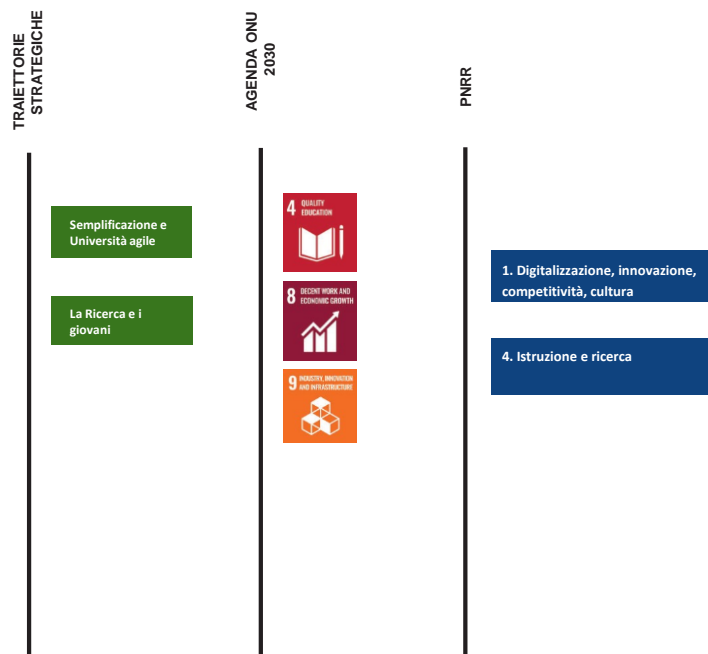 TRAIETTORIE
STRATEGICHE
AGENDA ONU
2030
PNRR
Semplificazione e
Università agile
La Ricerca e i
giovani
4 QUALITY
EDUCATION
8 DECENT WORK AND
ECONOMIC GROWTH
9 INDUSTRY, INNOVATION
AND INFRASTRUCTURE
1. Digitalizzazione, innovazione,
competitività, cultura
4. Istruzione e ricerca